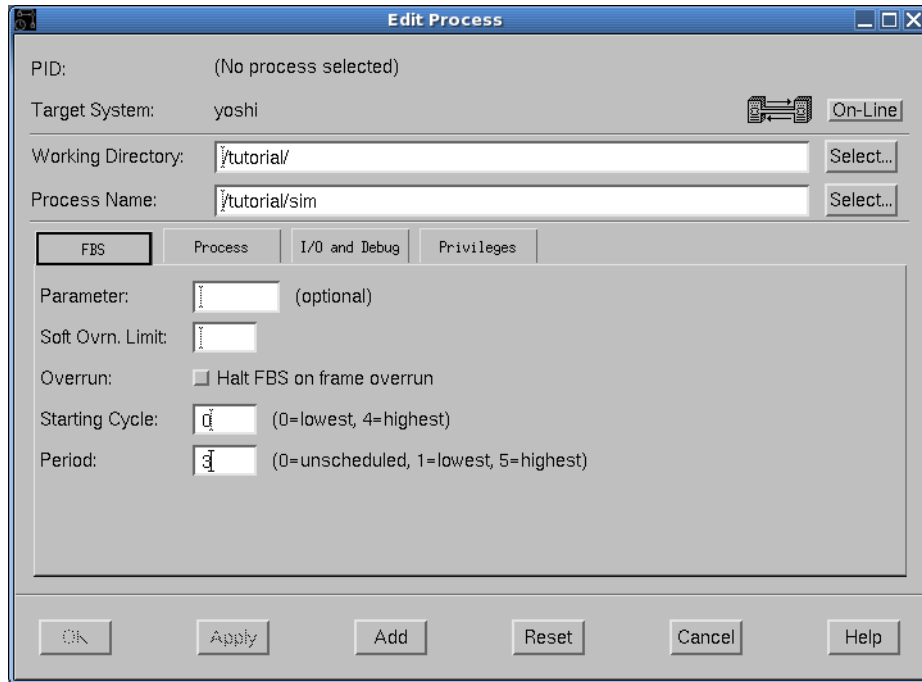 Edit Process
PID: (No process selected)
Target System: yoshi On-Line
Working Directory: /tutorial/ Select...
Process Name: /tutorial/sim Select...
FBS Process I/O and Debug Privileges
Parameter: (optional)
Soft Ovrn. Limit:
Overrun: Halt FBS on frame overrun
Starting Cycle: 0 (0=lowest, 4=highest)
Period: 3 (0=unscheduled, 1=lowest, 5=highest)
OK Apply Add Reset Cancel Help